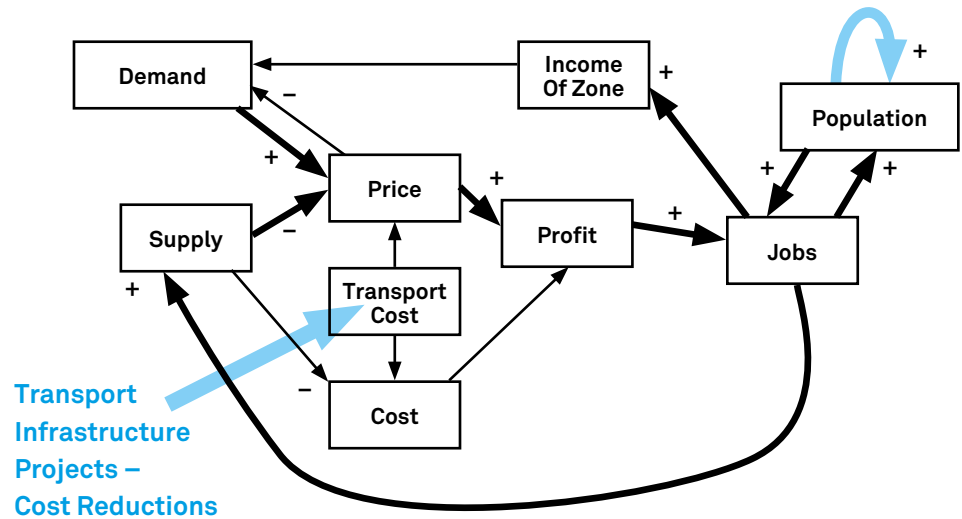 +
Demand
Income
Of Zone
+
Population
–
+
Price
+
+
+
Supply
–
+
Profit
Jobs
+
Transport
Cost
–
Cost
Transport
Infrastructure
Projects –
Cost Reductions